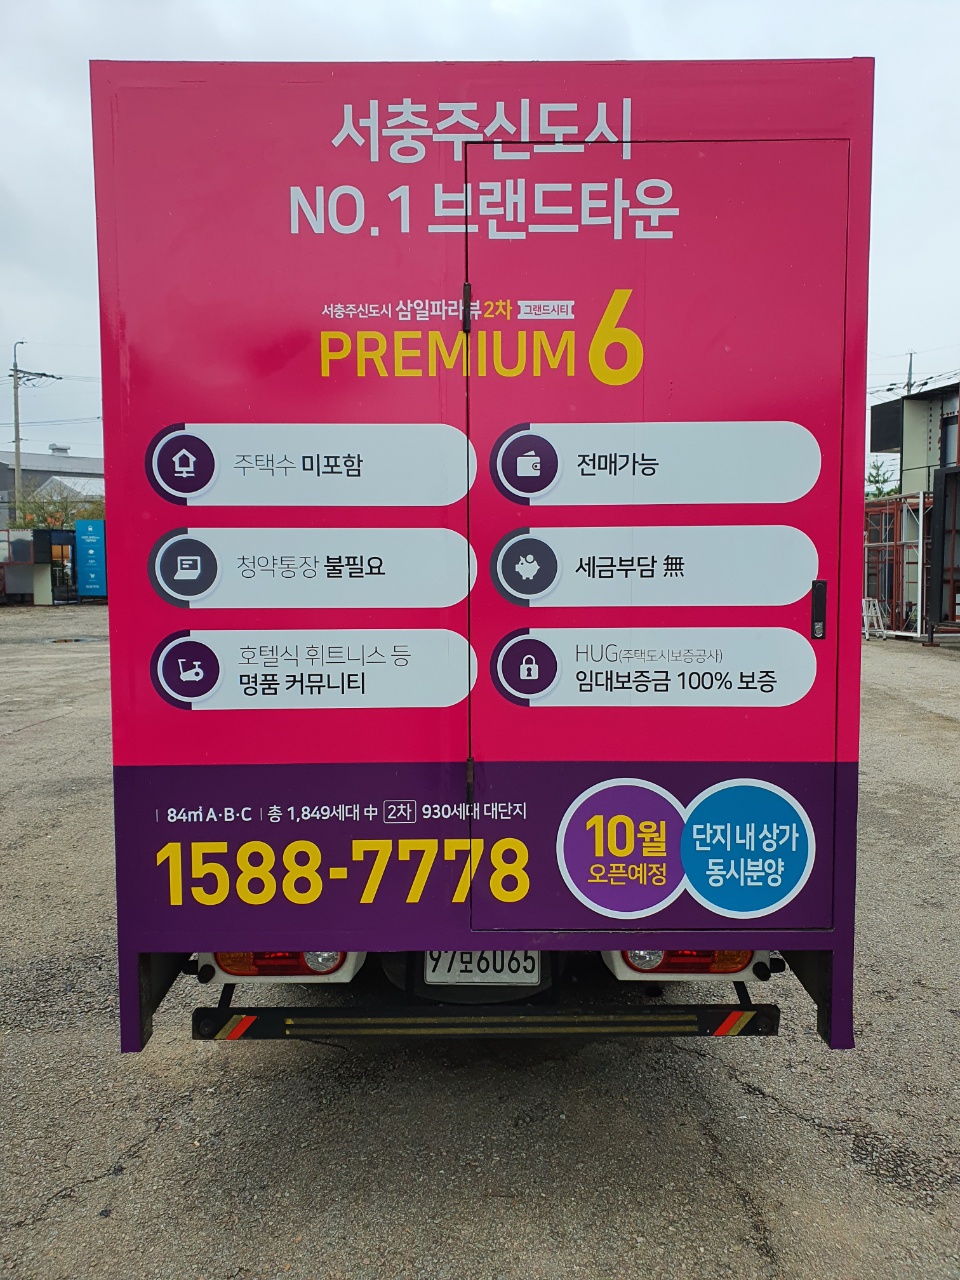 서충주신도시
NO.1 브랜드타운
서충주신도시 삼일파라뷰 2차 그랜드시티
PREMIUM 6
주택수 미포함
전매가능
청약통장 불필요
세금부담 無
호텔식 휘트니스 등
명품 커뮤니티
HUG(주택도시보증공사)
임대보증금 100% 보증
84㎡ A·B·C | 총 1,849세대 中 2차 930세대 대단지
1588-7778
10월
오픈예정
단지 내 상가
동시분양
97모6065